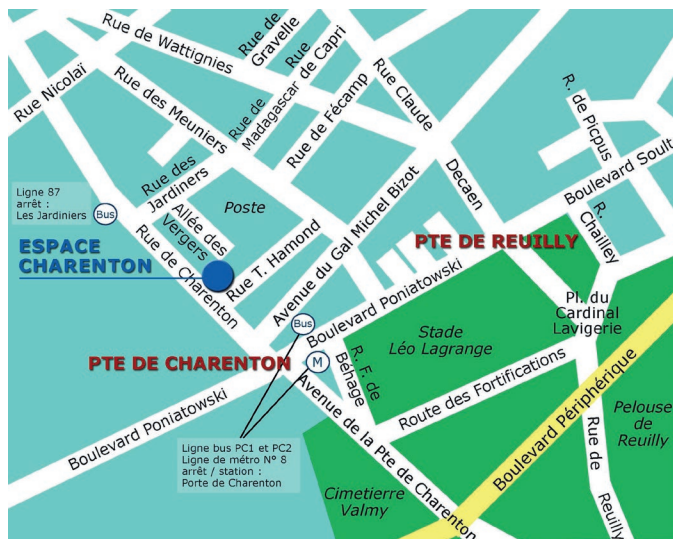 Rue de Wattignies
Rue de
Gravelle
Rue
de Capri
Rue de
Madagascar
Rue Nicolaï
Rue des Meuniers
Rue de Fécamp
Rue Claude
Decaen
R. de Picpus
Boulevard Soult
R. Chailley
Ligne 87
arrêt :
Les Jardiniers
Bus
Rue des
Jardiners
Allée des
Vergers
Poste
ESPACE
CHARENTON
Rue de Charenton
Rue T. Hamond
Avenue du Gal Michel Bizot
PTE DE REUILLY
Bus
Boulevard Poniatowski
PTE DE CHARENTON
M
R. F. de
Béhage
Stade
Léo Lagrange
Pl. du
Cardinal
Lavigerie
Route des Fortifications
Boulevard Périphérique
Pelouse
de
Reuilly
Rue de
Reuilly
Boulevard Poniatowski
Ligne bus PC1 et PC2
Ligne de métro N° 8
arrêt / station :
Porte de Charenton
Avenue de la Pte de Charenton
Cimetierre
Valmy